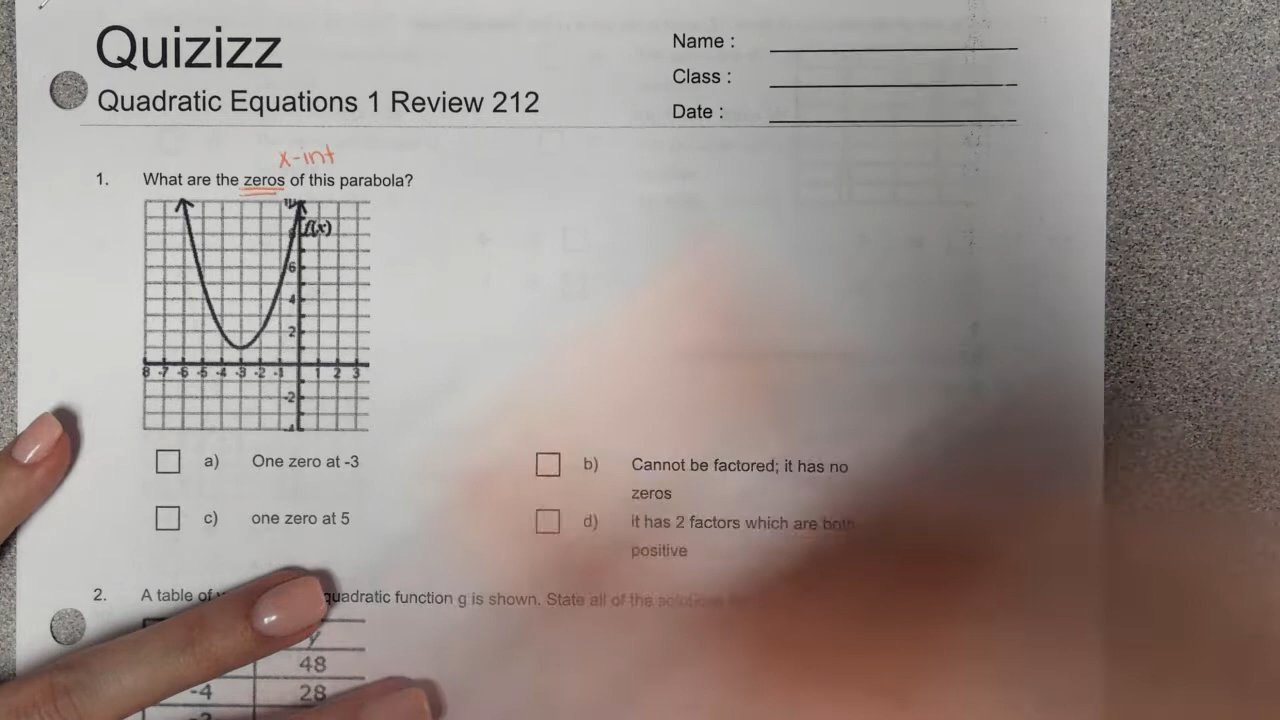 Quizizz
Name :
Class :
Quadratic Equations 1 Review 212
Date :
x-int
1. What are the zeros of this parabola?
f(x)
6
4
2
8 -7 -6 -5 -4 -3 -2 -1 1 2 3
-2
a) One zero at -3
b) Cannot be factored; it has no
zeros
c) one zero at 5
d) it has 2 factors which are both
positive
2. A table of quadratic function g is shown. State all of the solutions
y
48
-4 28